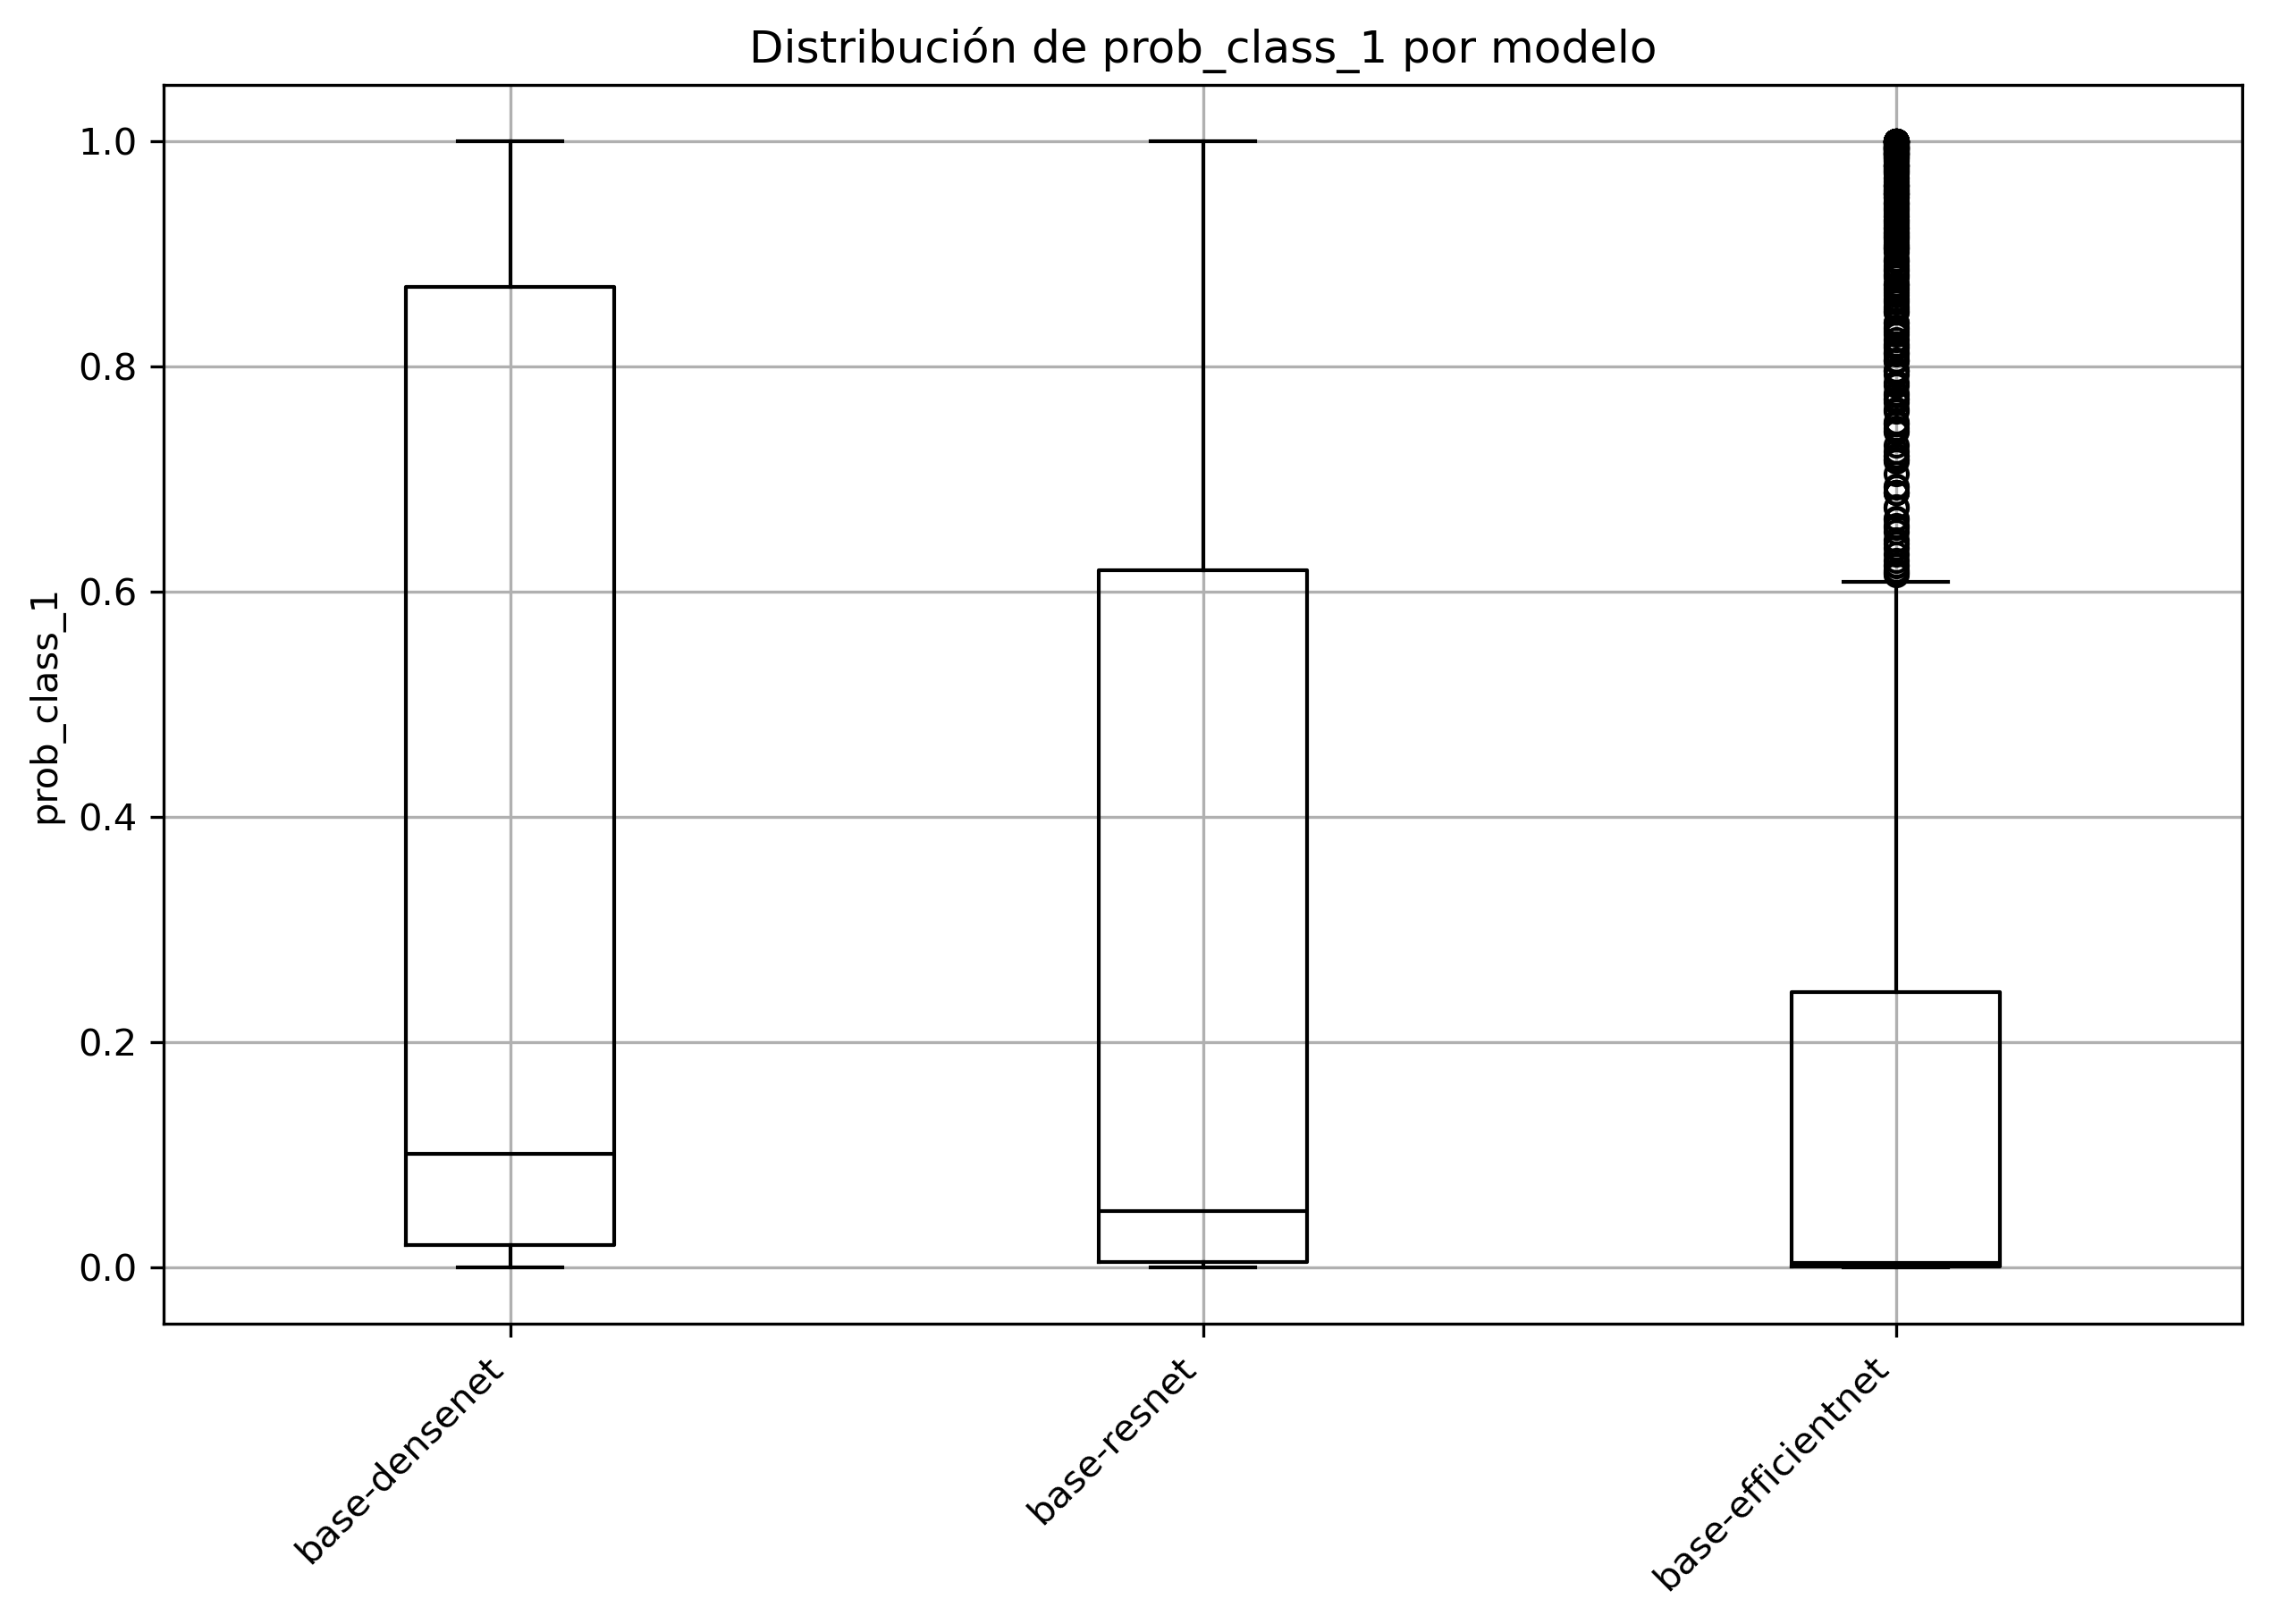 Distribución de prob_class_1 por modelo
prob_class_1
1.0
0.8
0.6
0.4
0.2
0.0
base-densenet
base-resnet
base-efficientnet